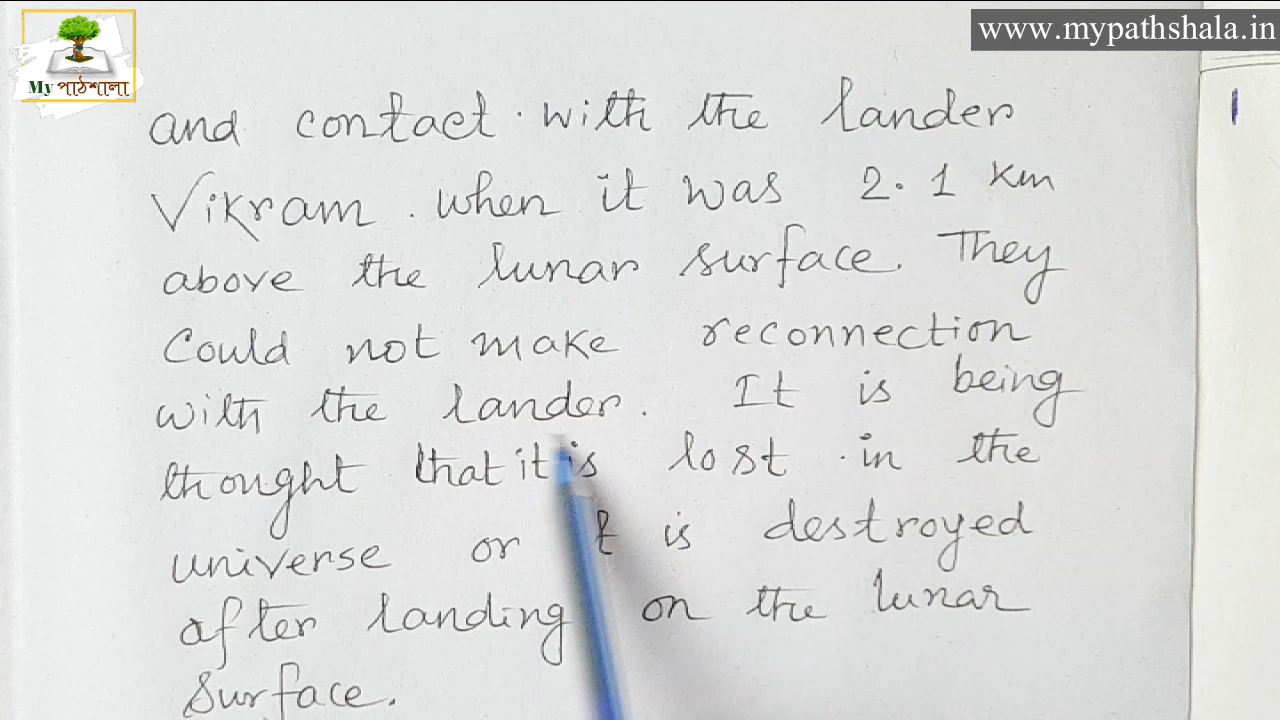 www.mypathshala.in
My পাঠশালা
and contact with the lander
Vikram when it was 2.1 Km
above the lunar surface. They
Could not make reconnection
with the lander. It is being
thought that it is lost in the
universe or it is destroyed
after landing on the lunar
surface.